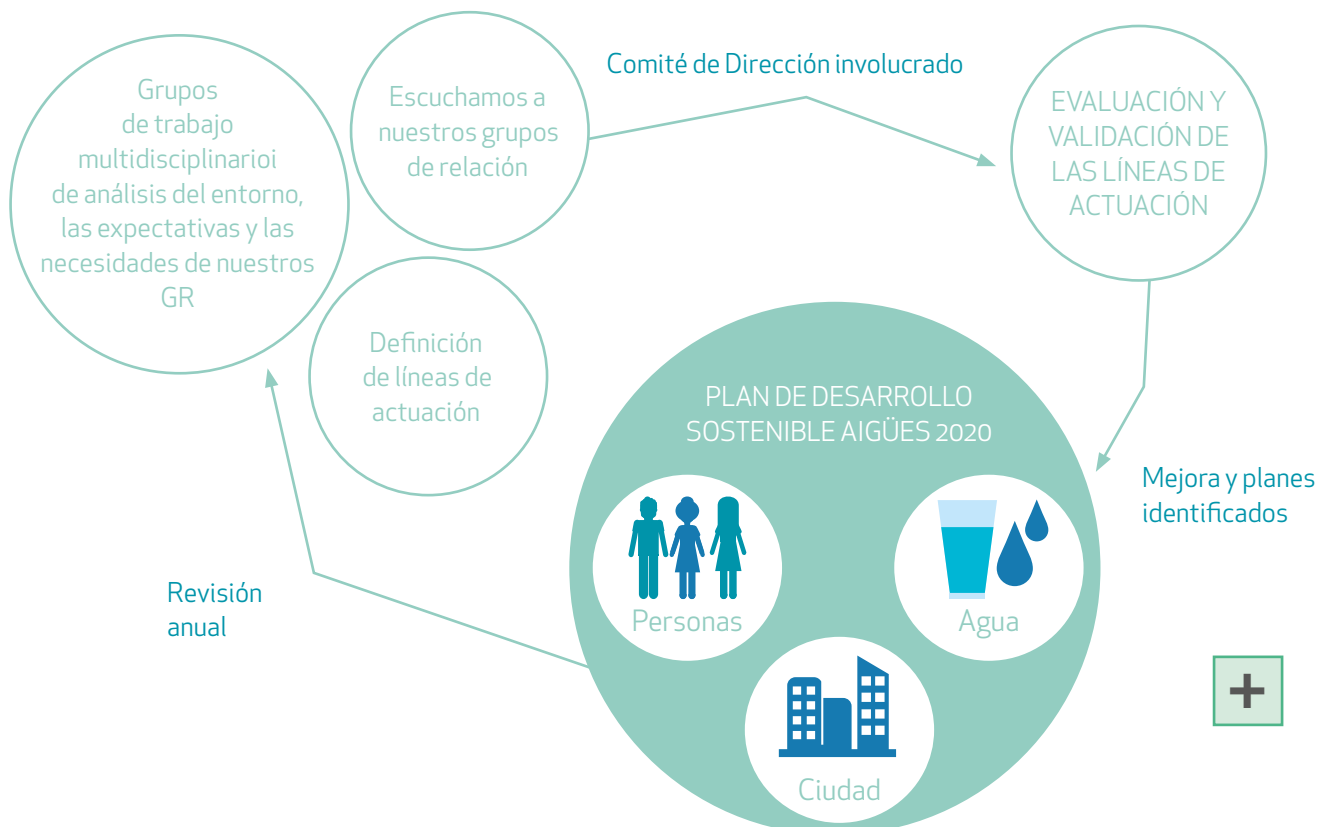 Grupos
de trabajo
multidisciplinarioi
de análisis del entorno,
las expectativas y las
necesidades de nuestros
GR
Escuchamos a
nuestros grupos
de relación
Definición
de líneas de
actuación
Comité de Dirección involucrado
EVALUACIÓN Y
VALIDACIÓN DE
LAS LÍNEAS DE
ACTUACIÓN
Mejora y planes
identificados
PLAN DE DESARROLLO
SOSTENIBLE AIGÜES 2020
Personas
Agua
Ciudad
Revisión
anual
+